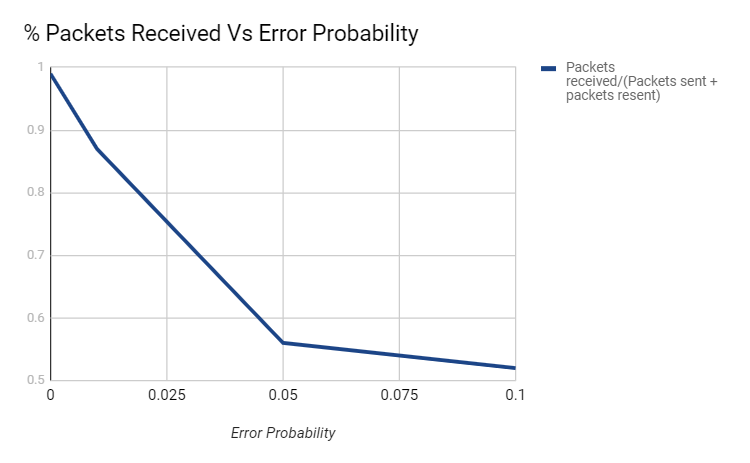 % Packets Received Vs Error Probability
1
0.9
0.8
0.7
0.6
0.5
0 0.025 0.05 0.075 0.1
Error Probability
Packets
received/(Packets sent +
packets resent)